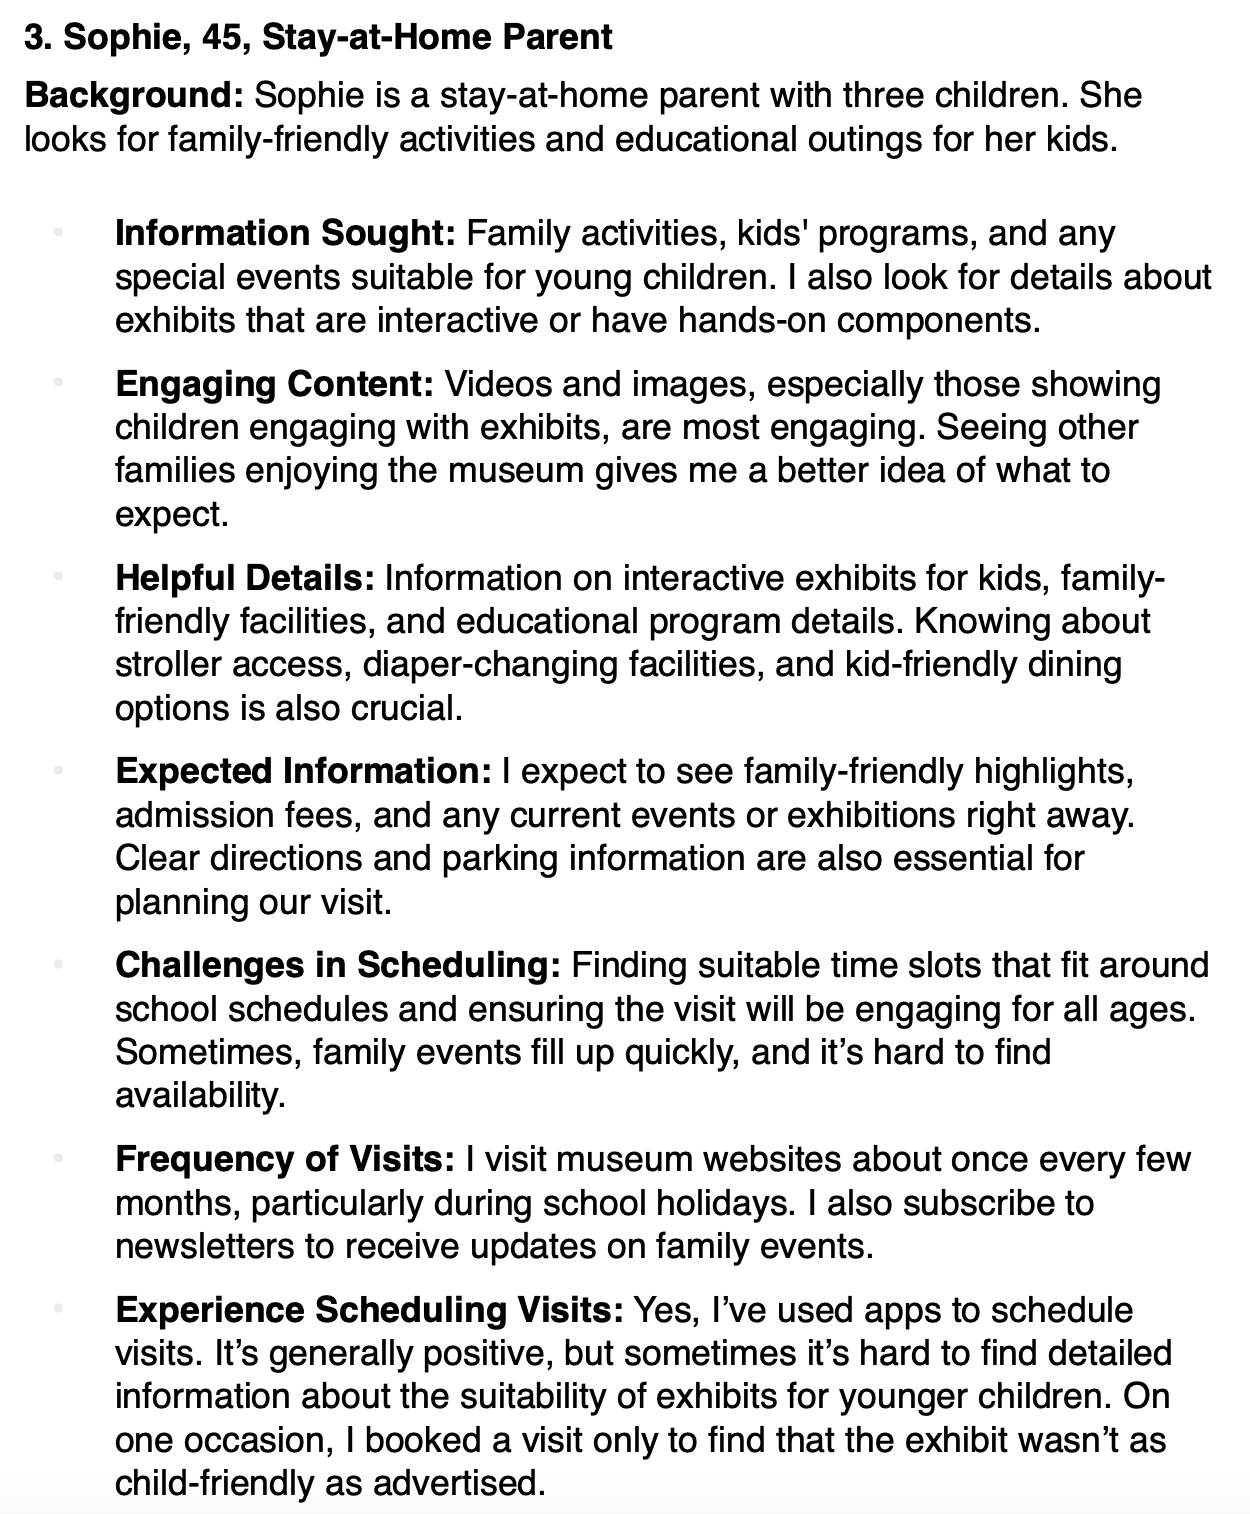 3. Sophie, 45, Stay-at-Home Parent
Background: Sophie is a stay-at-home parent with three children. She
looks for family-friendly activities and educational outings for her kids.
Information Sought: Family activities, kids' programs, and any
special events suitable for young children. I also look for details about
exhibits that are interactive or have hands-on components.
Engaging Content: Videos and images, especially those showing
children engaging with exhibits, are most engaging. Seeing other
families enjoying the museum gives me a better idea of what to
expect.
Helpful Details: Information on interactive exhibits for kids, family-
friendly facilities, and educational program details. Knowing about
stroller access, diaper-changing facilities, and kid-friendly dining
options is also crucial.
Expected Information: I expect to see family-friendly highlights,
admission fees, and any current events or exhibitions right away.
Clear directions and parking information are also essential for
planning our visit.
Challenges in Scheduling: Finding suitable time slots that fit around
school schedules and ensuring the visit will be engaging for all ages.
Sometimes, family events fill up quickly, and it’s hard to find
availability.
Frequency of Visits: I visit museum websites about once every few
months, particularly during school holidays. I also subscribe to
newsletters to receive updates on family events.
Experience Scheduling Visits: Yes, I’ve used apps to schedule
visits. It’s generally positive, but sometimes it’s hard to find detailed
information about the suitability of exhibits for younger children. On
one occasion, I booked a visit only to find that the exhibit wasn’t as
child-friendly as advertised.